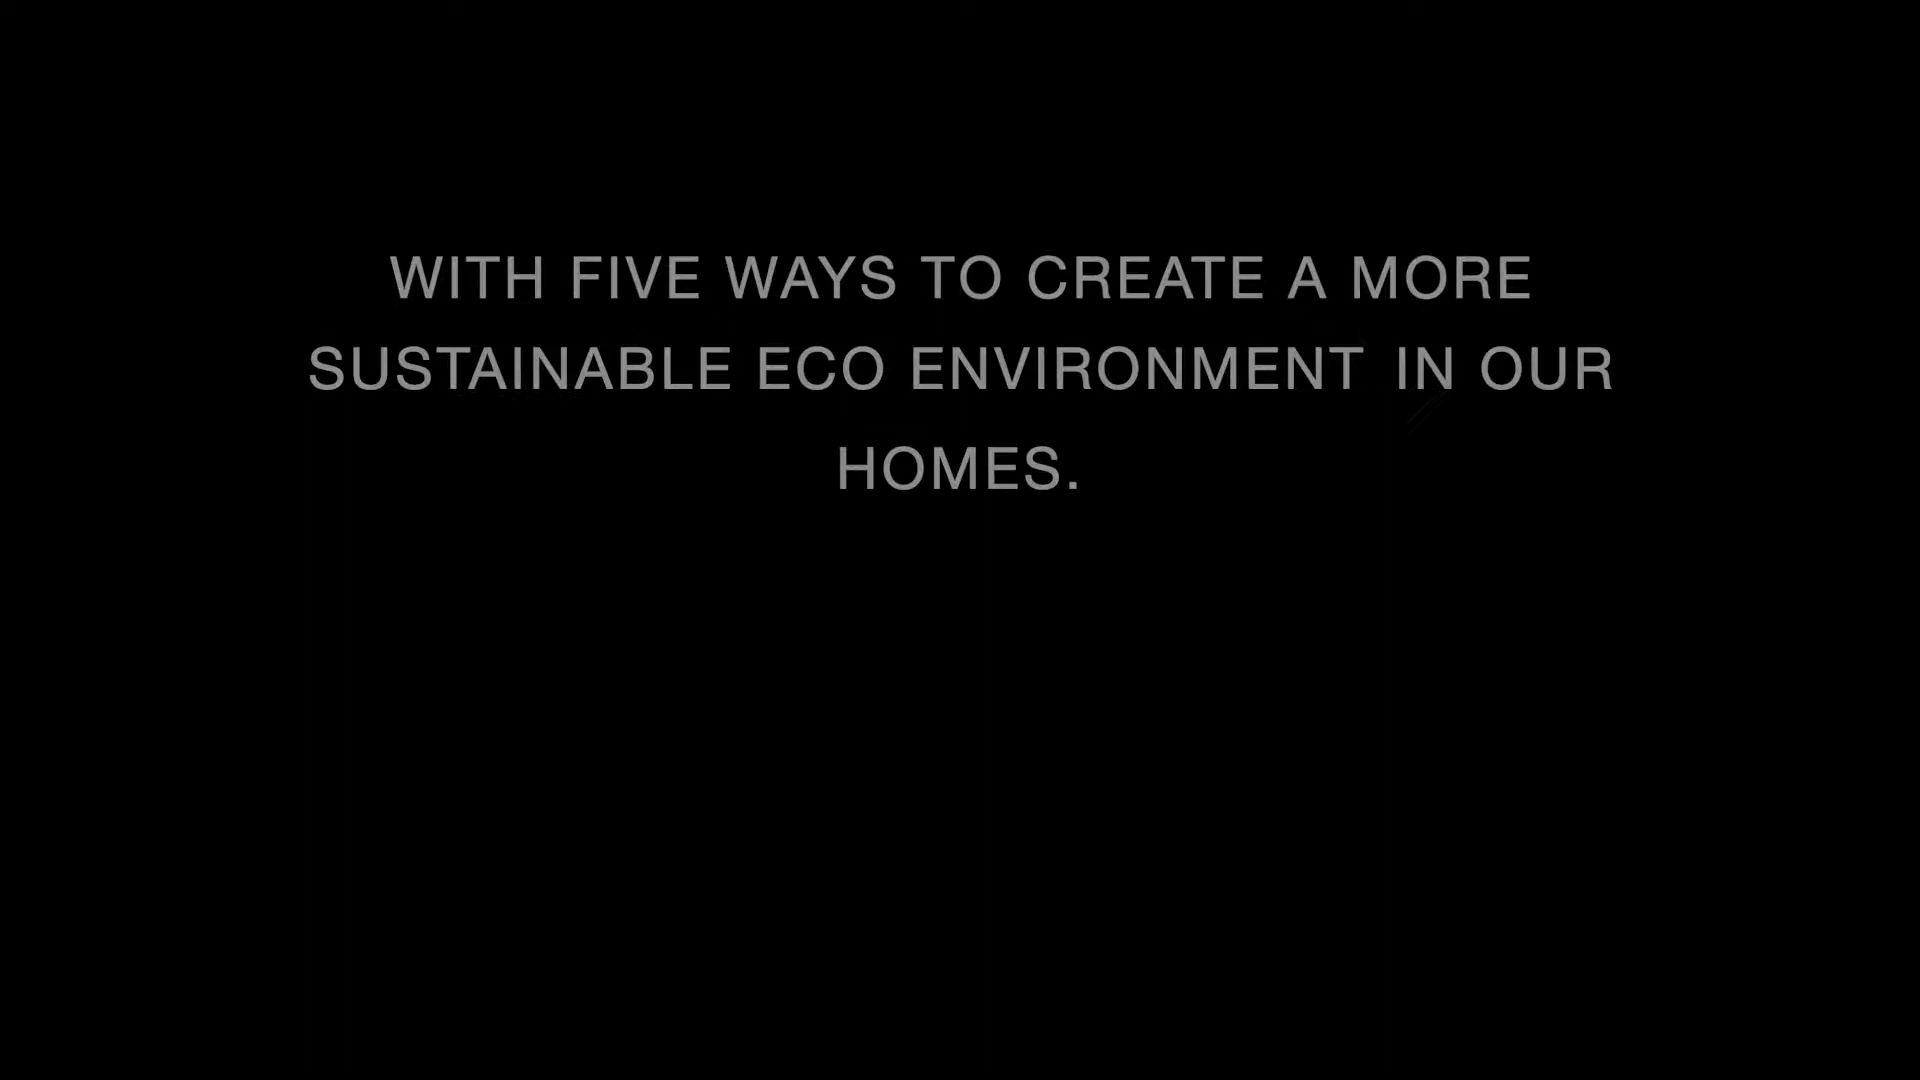 WITH FIVE WAYS TO CREATE A MORE
SUSTAINABLE ECO ENVIRONMENT IN OUR
HOMES.